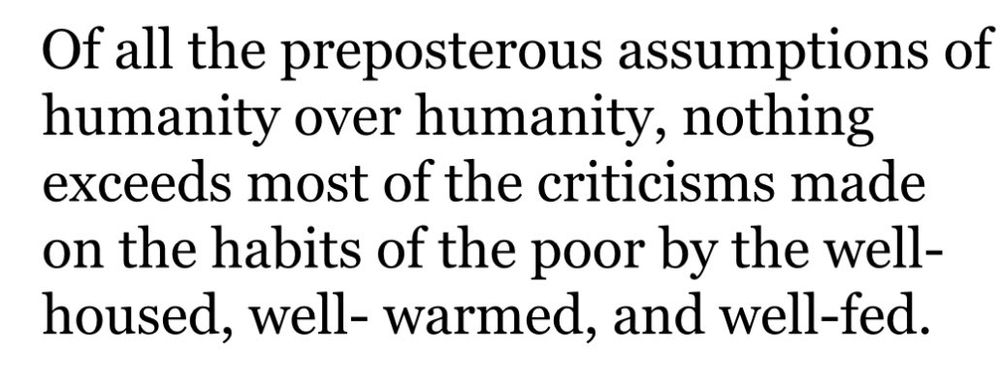 Of all the preposterous assumptions of
humanity over humanity, nothing
exceeds most of the criticisms made
on the habits of the poor by the well-
housed, well- warmed, and well-fed.